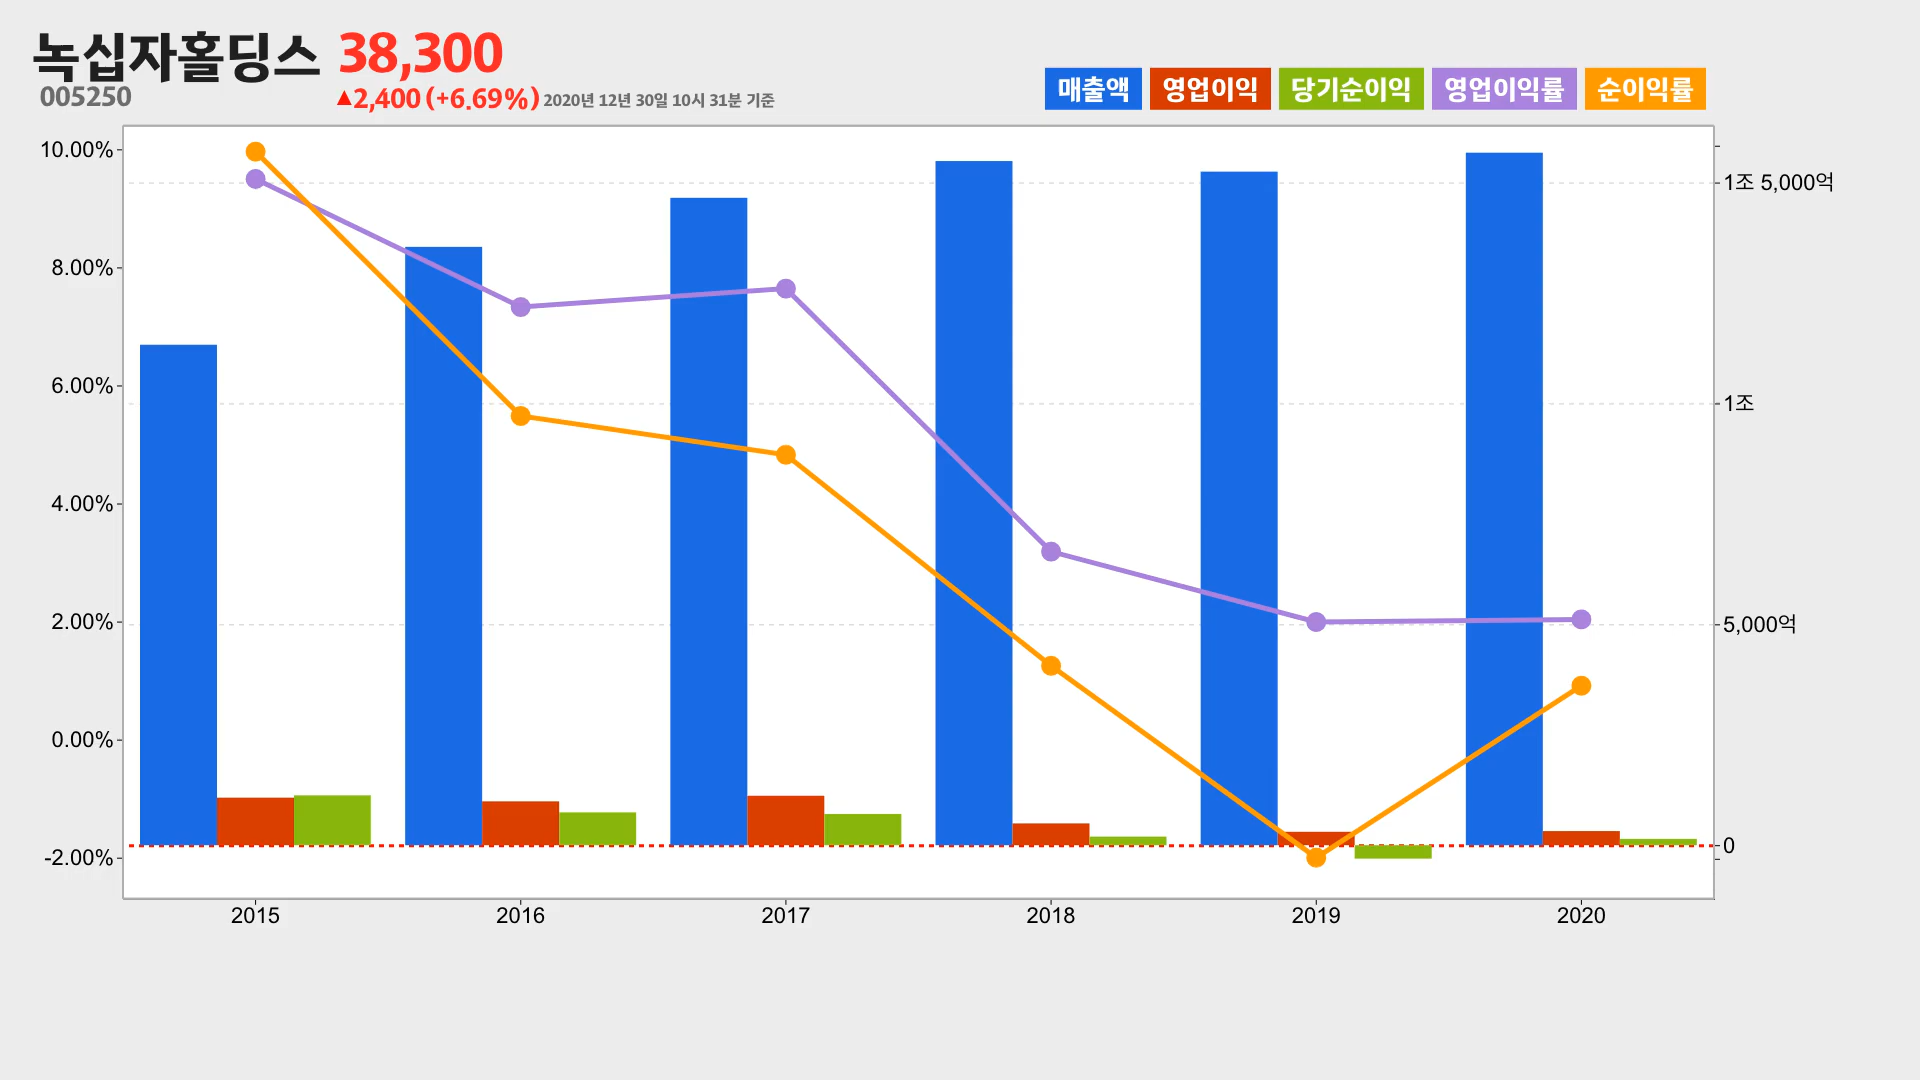 녹십자홀딩스 38,300
005250
▲2,400 (+6.69%) 2020년 12년 30일 10시 31분 기준
매출액 영업이익 당기순이익 영업이익률 순이익률
10.00%
8.00%
6.00%
4.00%
2.00%
0.00%
-2.00%
1조 5,000억
1조
5,000억
0
2015 2016 2017 2018 2019 2020